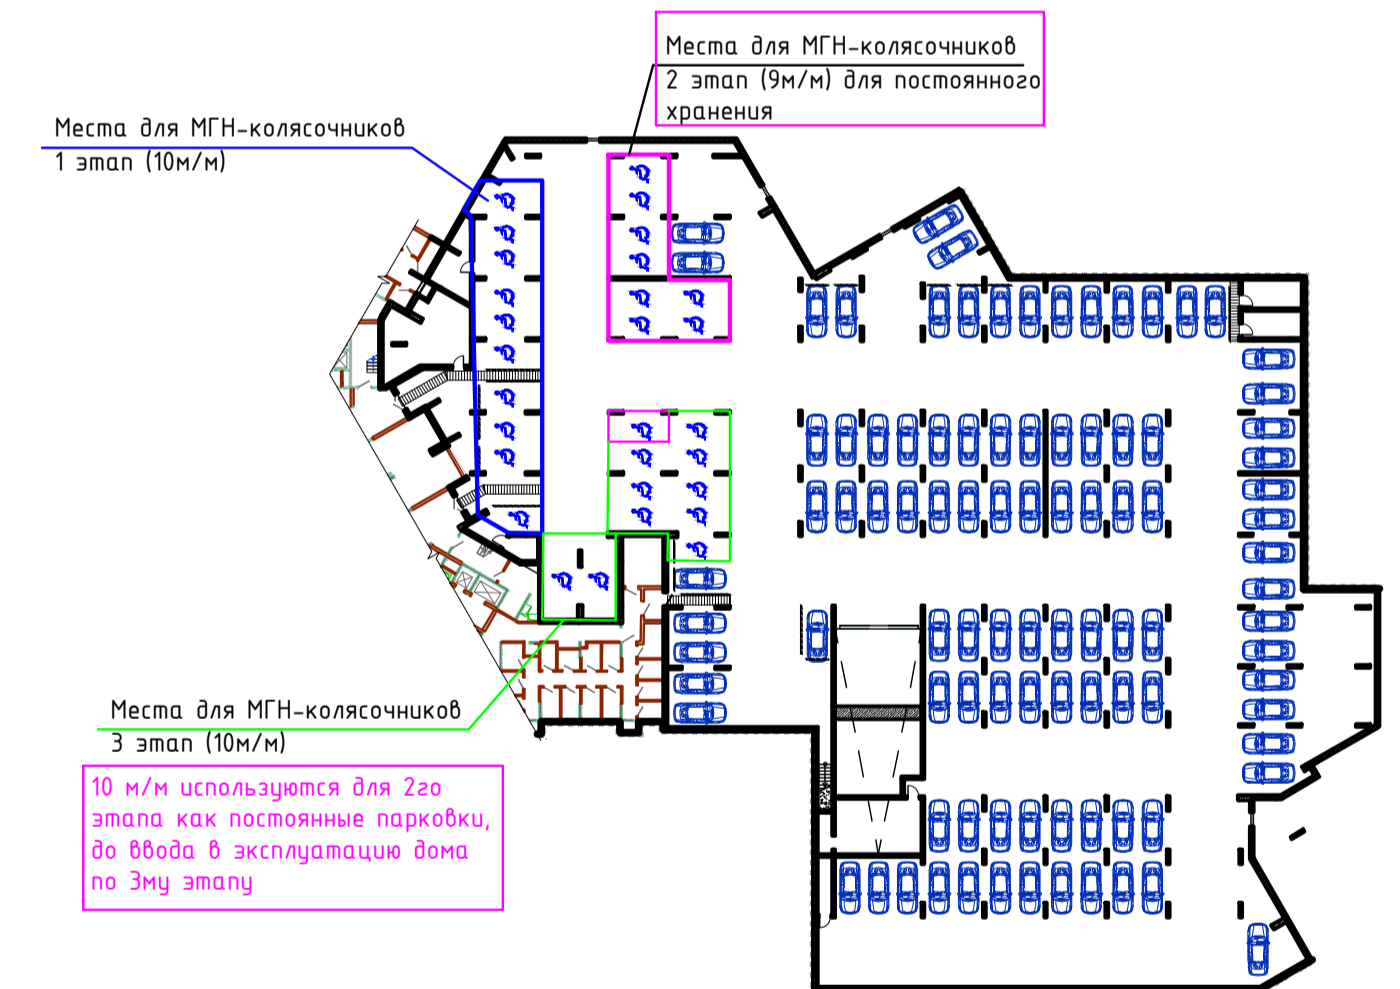 Места для МГН-колясочников
2 этап (9м/м) для постоянного
хранения
Места для МГН-колясочников
1 этап (10м/м)
Места для МГН-колясочников
3 этап (10м/м)
10 м/м используются для 2го
этапа как постоянные парковки,
до ввода в эксплуатацию дома
по 3му этапу